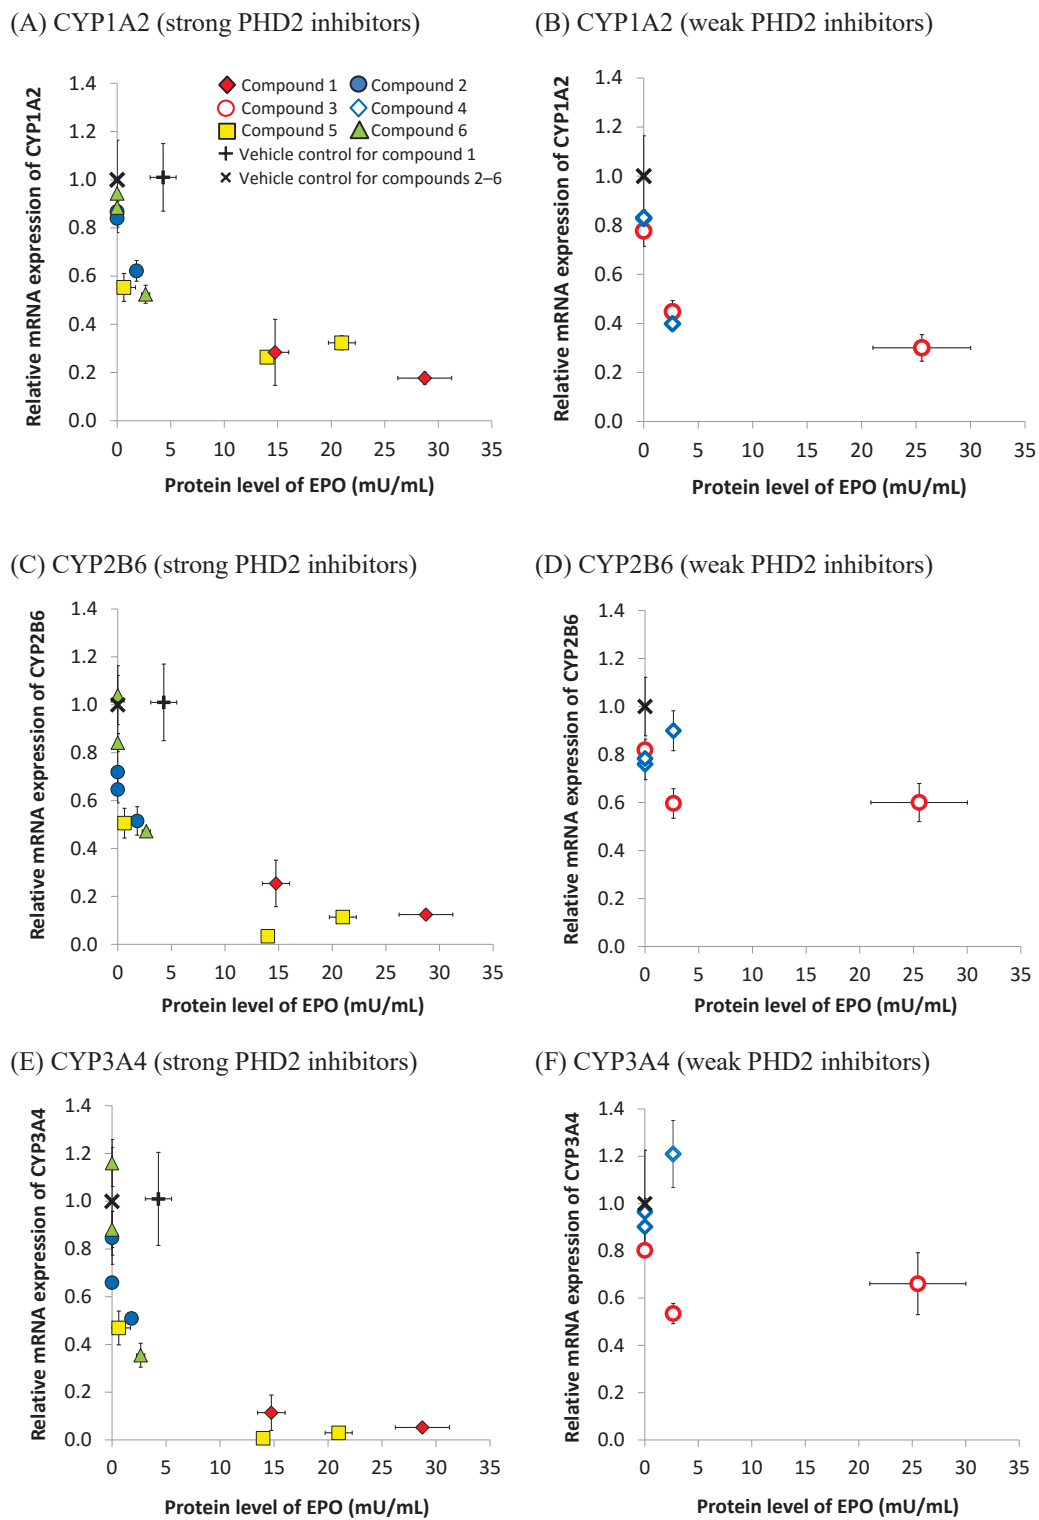 (A) CYP1A2 (strong PHD2 inhibitors)
Relative mRNA expression of CYP1A2
1.4
1.2
1.0
0.8
0.6
0.4
0.2
0.0
Compound 1 Compound 2
Compound 3 Compound 4
Compound 5 Compound 6
Vehicle control for compound 1
Vehicle control for compounds 2–6
0 5 10 15 20 25 30 35
Protein level of EPO (mU/mL)
(B) CYP1A2 (weak PHD2 inhibitors)
Relative mRNA expression of CYP1A2
1.4
1.2
1.0
0.8
0.6
0.4
0.2
0.0
0 5 10 15 20 25 30 35
Protein level of EPO (mU/mL)
(C) CYP2B6 (strong PHD2 inhibitors)
Relative mRNA expression of CYP2B6
1.4
1.2
1.0
0.8
0.6
0.4
0.2
0.0
0 5 10 15 20 25 30 35
Protein level of EPO (mU/mL)
(D) CYP2B6 (weak PHD2 inhibitors)
Relative mRNA expression of CYP2B6
1.4
1.2
1.0
0.8
0.6
0.4
0.2
0.0
0 5 10 15 20 25 30 35
Protein level of EPO (mU/mL)
(E) CYP3A4 (strong PHD2 inhibitors)
Relative mRNA expression of CYP3A4
1.4
1.2
1.0
0.8
0.6
0.4
0.2
0.0
0 5 10 15 20 25 30 35
Protein level of EPO (mU/mL)
(F) CYP3A4 (weak PHD2 inhibitors)
Relative mRNA expression of CYP3A4
1.4
1.2
1.0
0.8
0.6
0.4
0.2
0.0
0 5 10 15 20 25 30 35
Protein level of EPO (mU/mL)